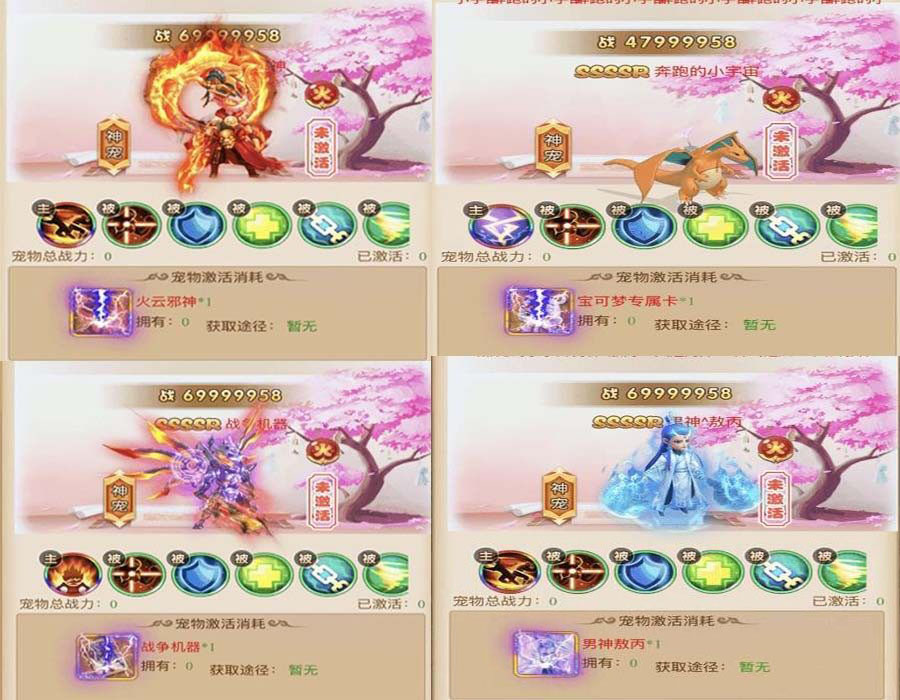 战 69999958
神
火
神宠
未激活
主 被 被 被 被 被
宠物总战力：0 已激活：0
宠物激活消耗
火云邪神*1
拥有：0 获取途径：暂无
战 47999958
SSSSR 奔跑的小宇宙
火
神宠
未激活
主 被 被 被 被 被
宠物总战力：0 已激活：0
宠物激活消耗
宝可梦专属卡*1
拥有：0 获取途径：暂无
战 69999958
SSSSR 战争机器
火
神宠
未激活
主 被 被 被 被 被
宠物总战力：0 已激活：0
宠物激活消耗
战争机器*1
拥有：0 获取途径：暂无
战 69999958
SSSSR 男神^敖丙
火
神宠
未激活
主 被 被 被 被 被
宠物总战力：0 已激活：0
宠物激活消耗
男神敖丙*1
拥有：0 获取途径：暂无